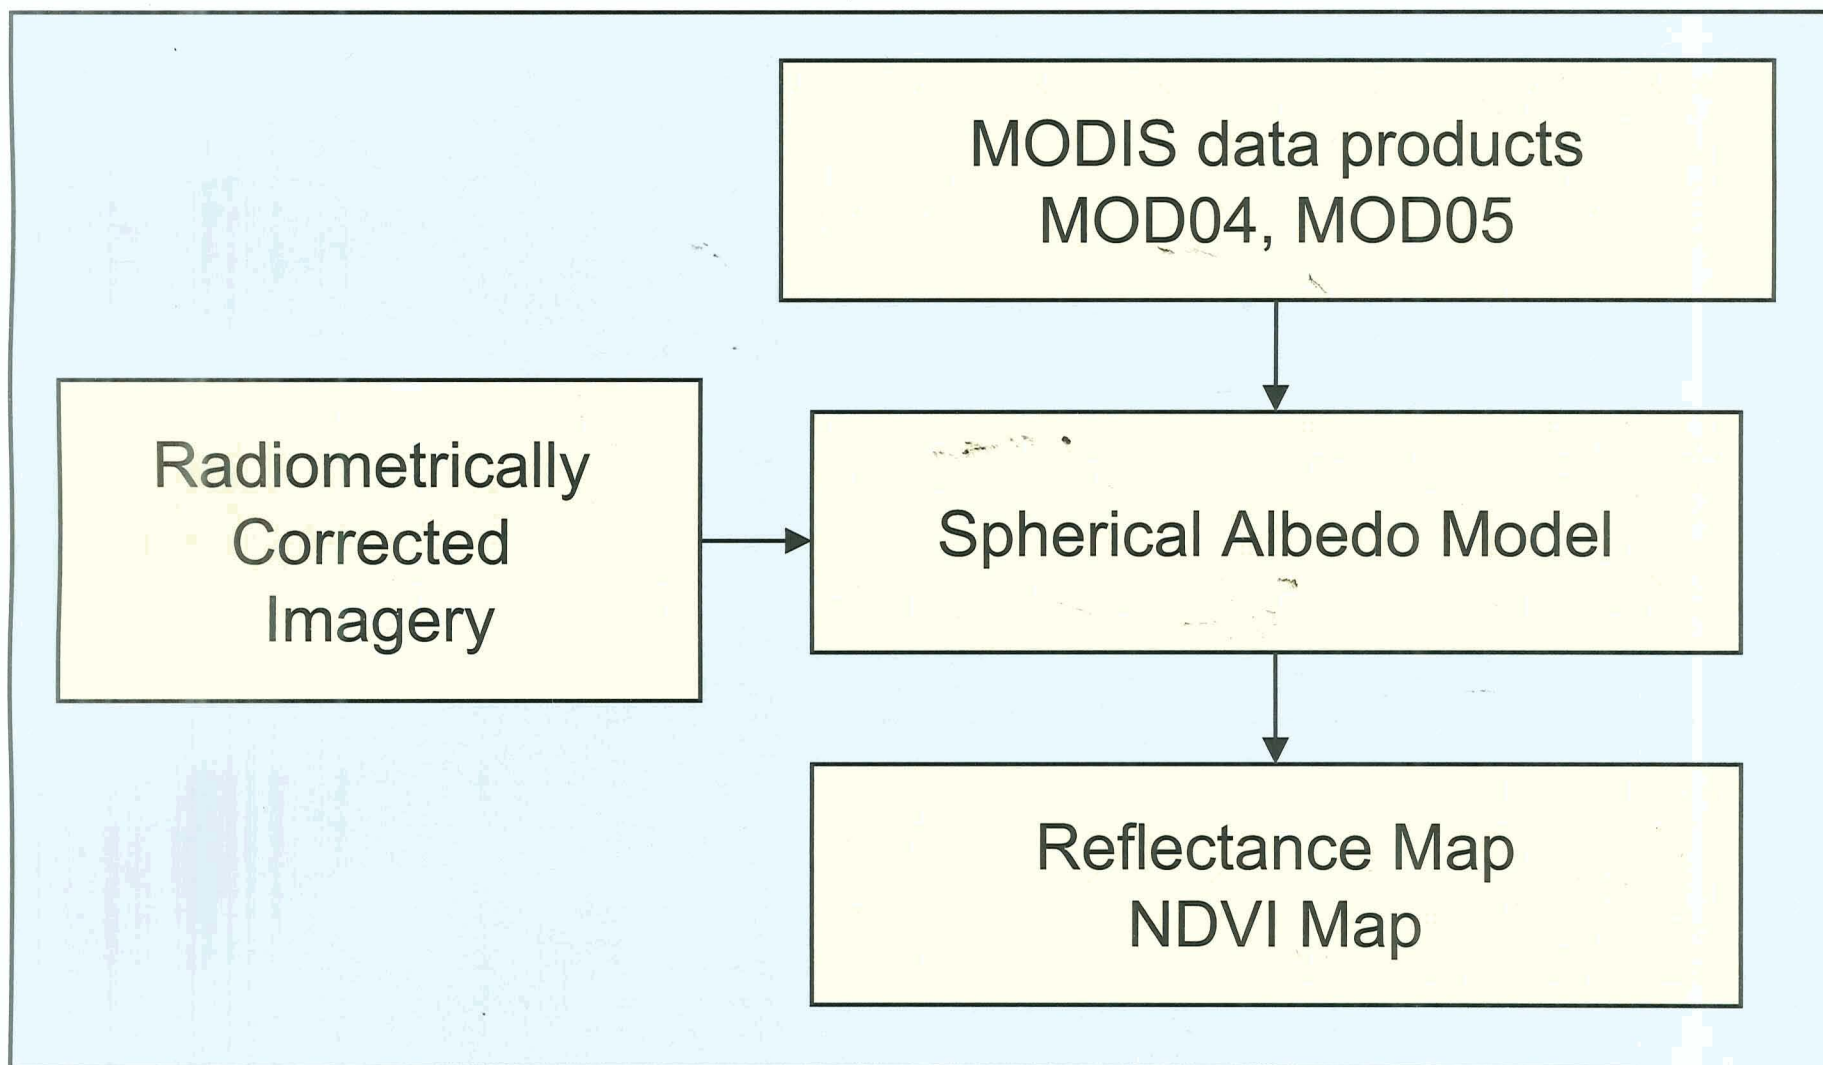 MODIS data products
MOD04, MOD05
Radiometrically
Corrected
Imagery
Spherical Albedo Model
Reflectance Map
NDVI Map